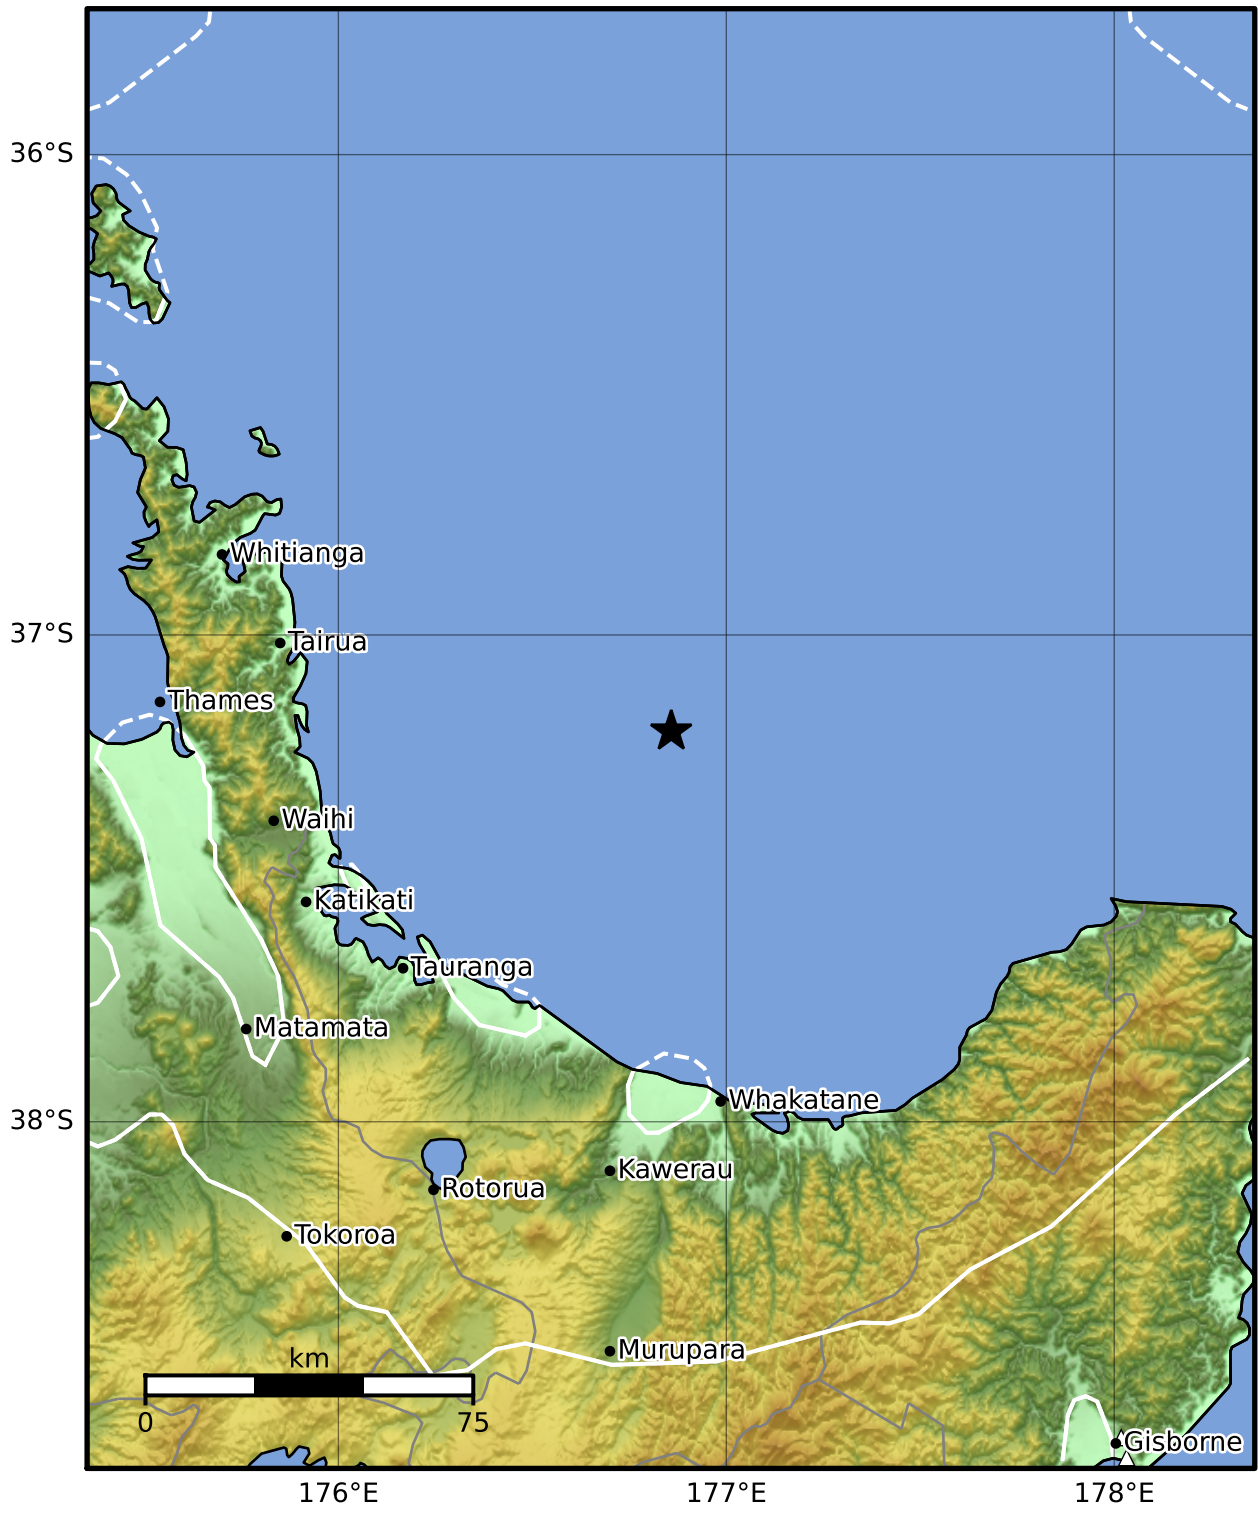 36°S
Whitianga
37°S
Tairua
Thames
Waihi
Katikati
Tauranga
Matamata
Whakatane
38°S
Kawerau
Rotorua
Tokoroa
Murupara
km
0
75
Gisborne
176°E
177°E
178°E